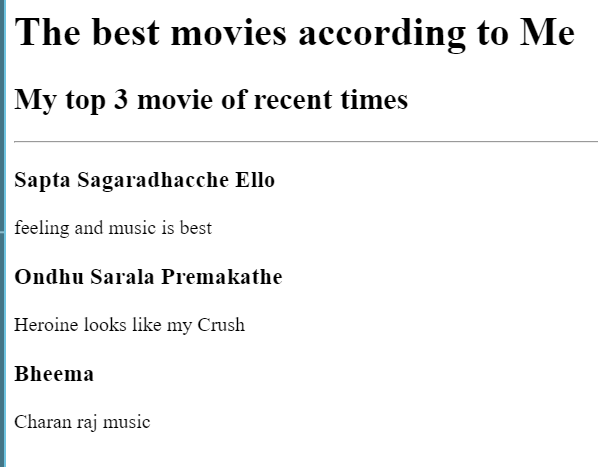 The best movies according to Me
My top 3 movie of recent times
Sapta Sagaradhacche Ello
feeling and music is best
Ondhu Sarala Premakathe
Heroine looks like my Crush
Bheema
Charan raj music